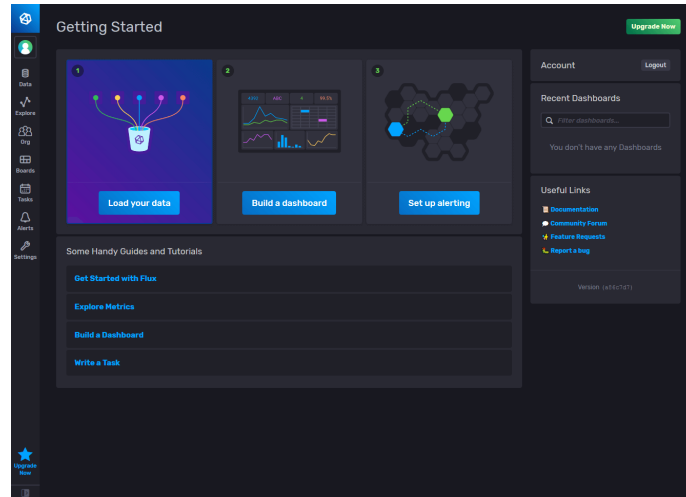 Getting Started
Upgrade Now
Data
Explore
Org
Boards
Tasks
Alerts
Settings
Upgrade
Now
1
Load your data
2
ABC
4
Build a dashboard
3
Set up alerting
Some Handy Guides and Tutorials
Get Started with Flux
Explore Metrics
Build a Dashboard
Write a Task
Account
Logout
Recent Dashboards
Filter dashboards...
You don't have any Dashboards
Useful Links
Documentation
Community Forum
Feature Requests
Report a bug
Version